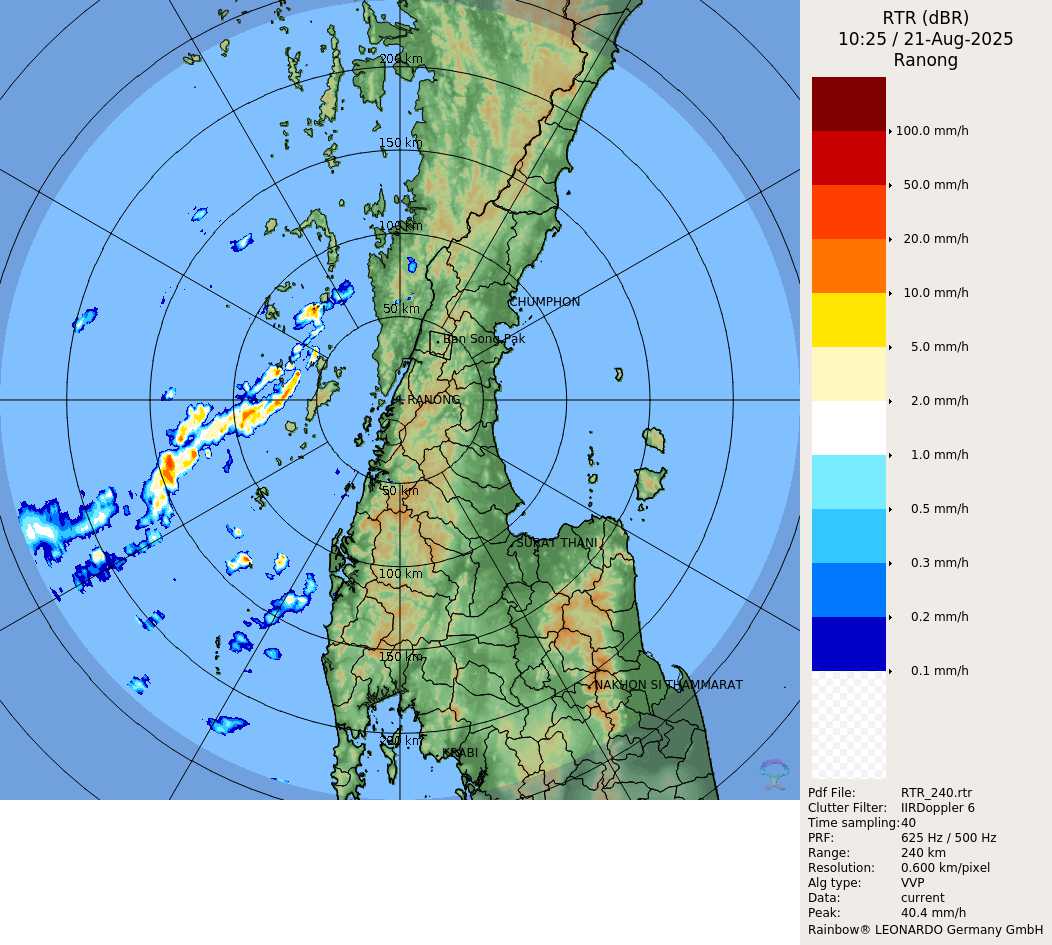 200 km
150 km
100 km
50 km
CHUMPHON
Ban Song Pak
RANONG
50 km
SURAT THANI
100 km
150 km
NAKHON SI THAMMARAT
200 km
KRABI
RTR (dBR)
10:25 / 21-Aug-2025
Ranong
100.0 mm/h
50.0 mm/h
20.0 mm/h
10.0 mm/h
5.0 mm/h
2.0 mm/h
1.0 mm/h
0.5 mm/h
0.3 mm/h
0.2 mm/h
0.1 mm/h
Pdf File: RTR_240.rtr
Clutter Filter: IIRDoppler 6
Time sampling:40
PRF: 625 Hz / 500 Hz
Range: 240 km
Resolution: 0.600 km/pixel
Alg type: VVP
Data: current
Peak: 40.4 mm/h
Rainbow® LEONARDO Germany GmbH